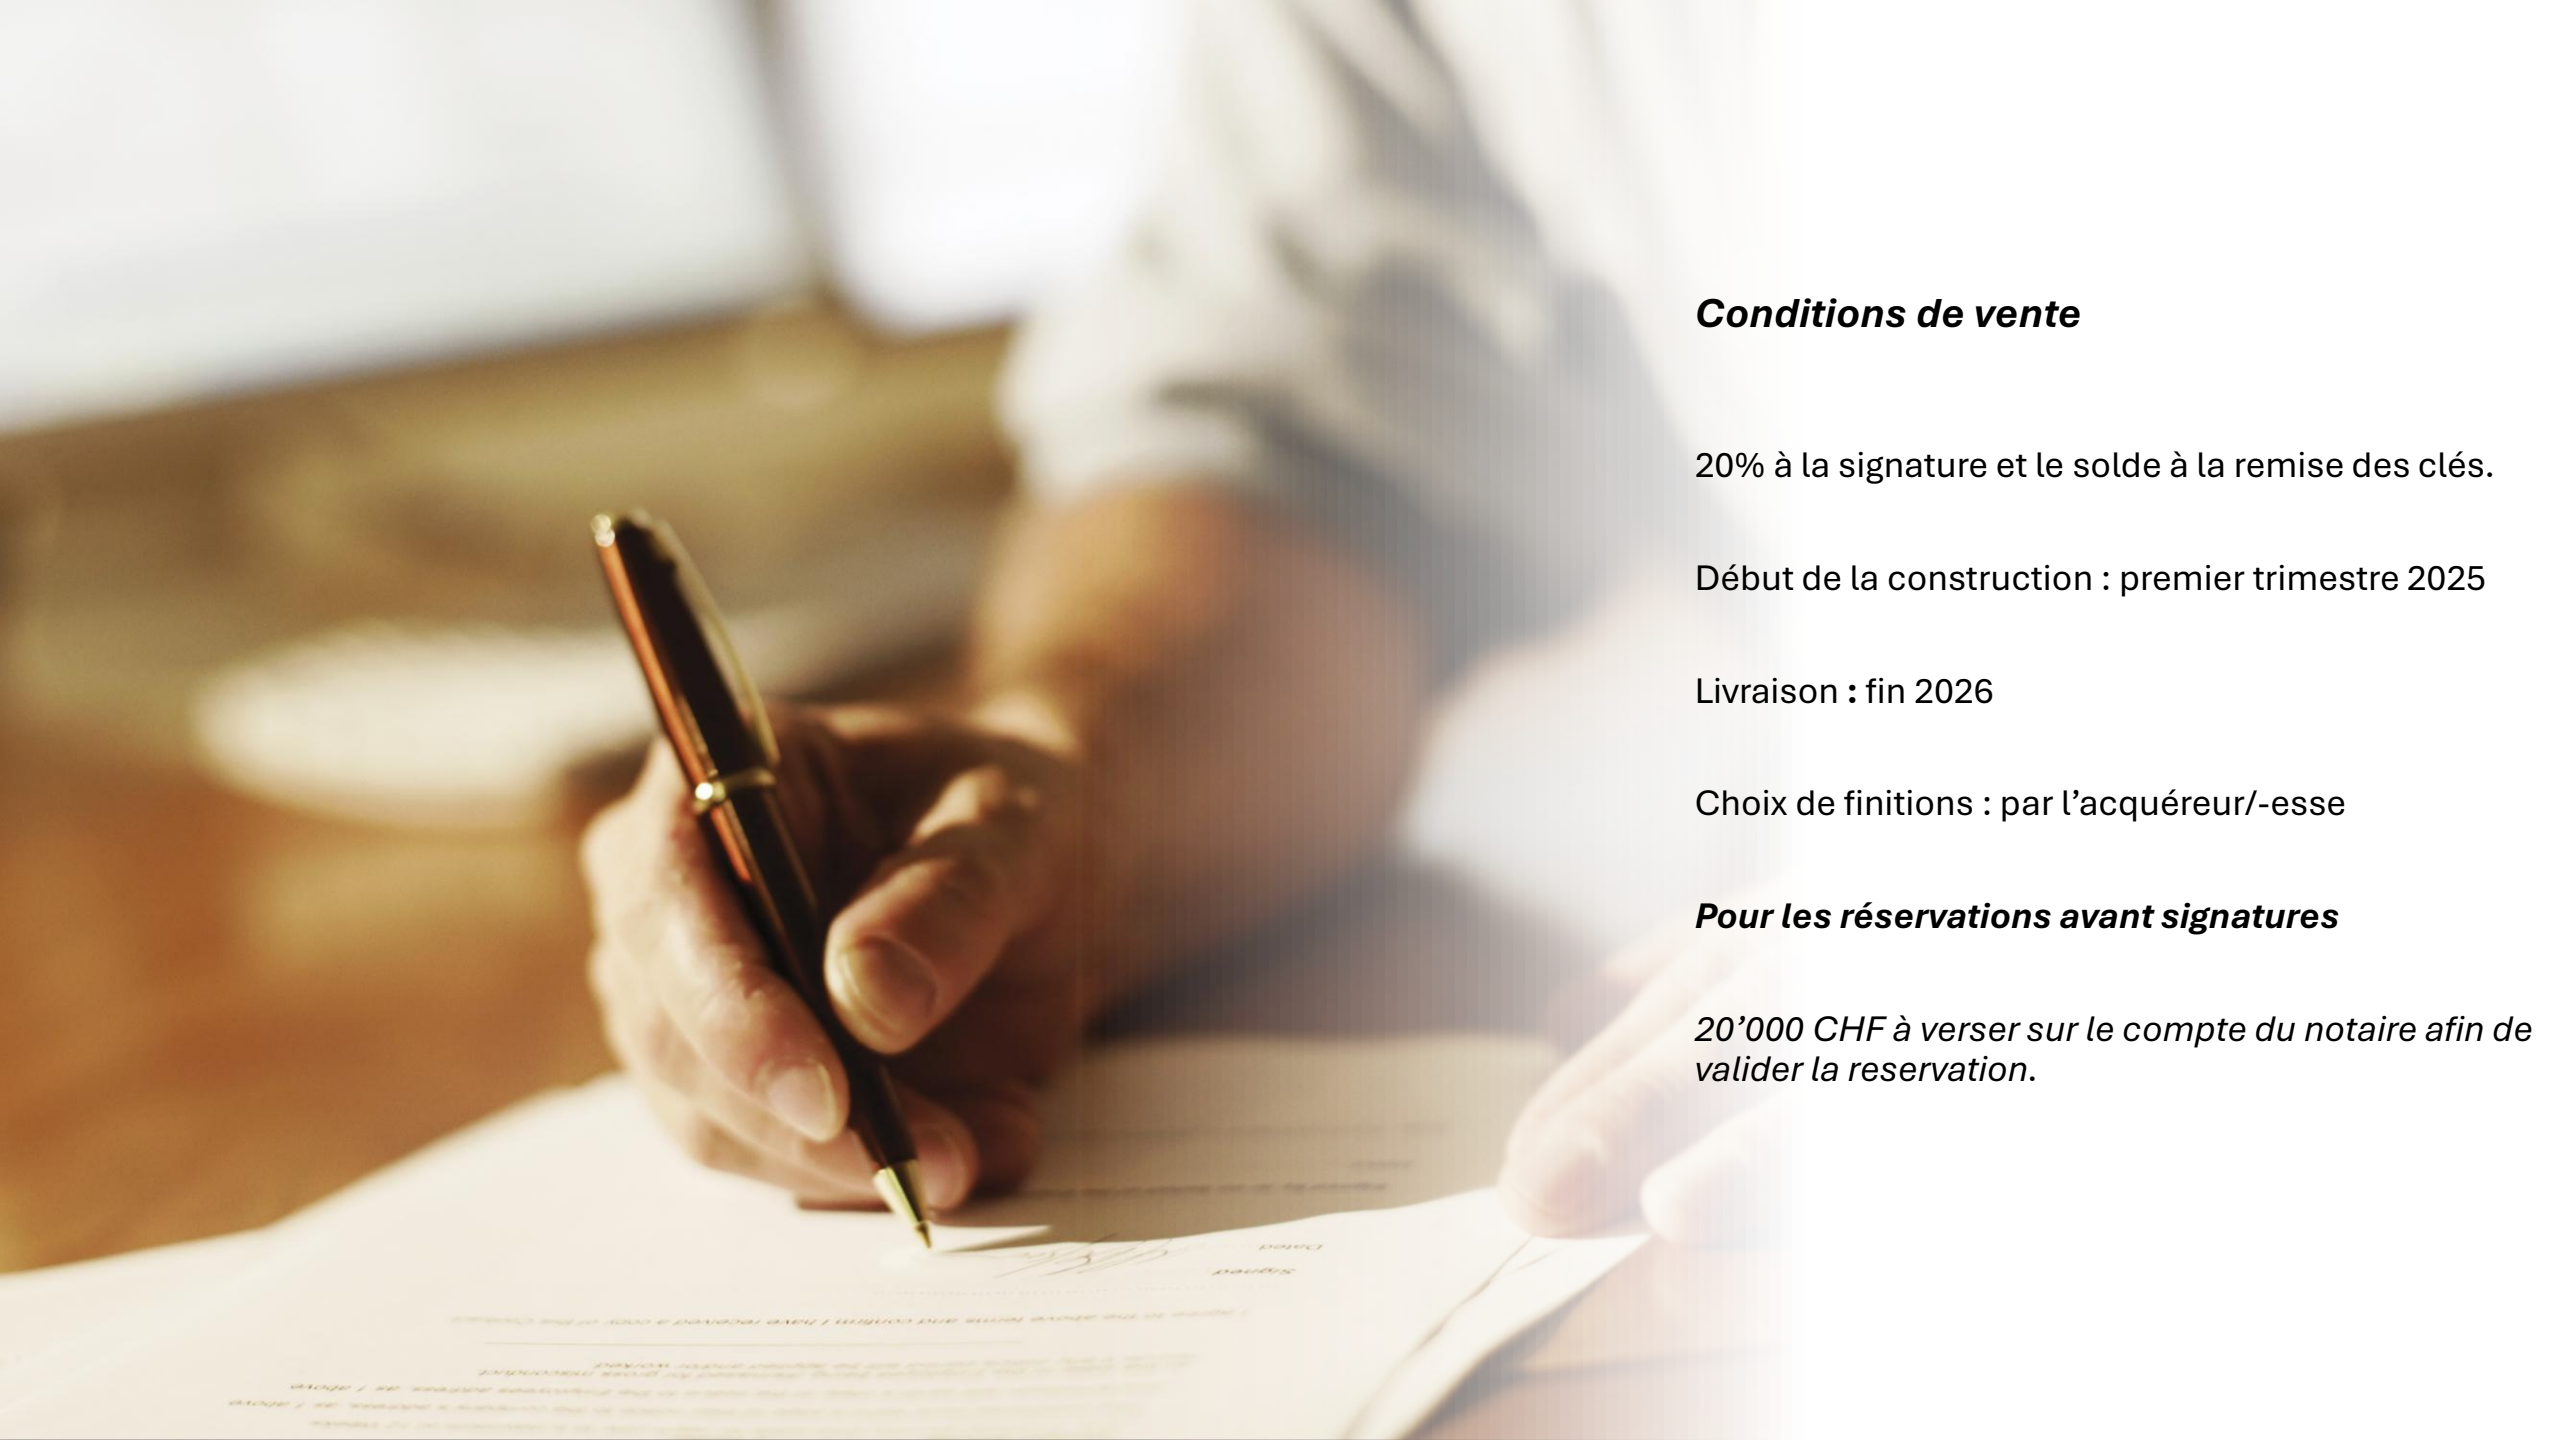 Conditions de vente
20% à la signature et le solde à la remise des clés.
Début de la construction : premier trimestre 2025
Livraison : fin 2026
Choix de finitions : par l’acquéreur/-esse
Pour les réservations avant signatures
20’000 CHF à verser sur le compte du notaire afin de
valider la reservation.
Dated
Signed